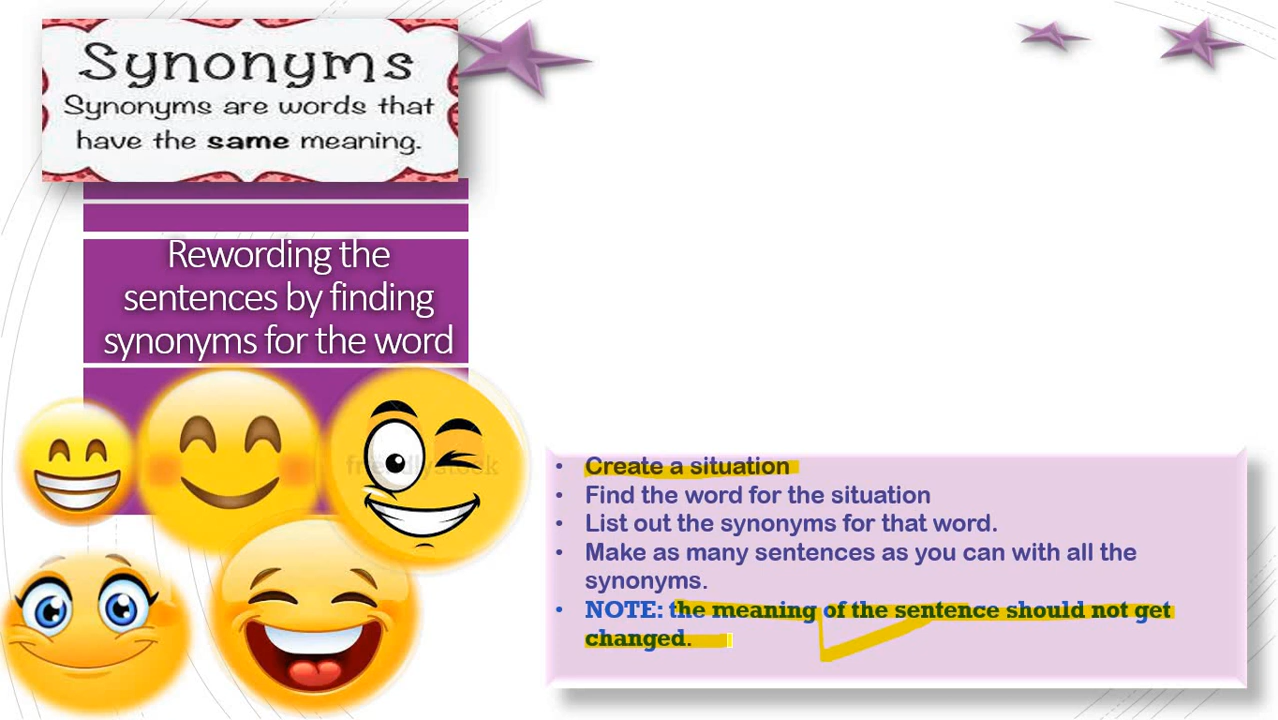 Synonyms
Synonyms are words that
have the same meaning.
Rewording the
sentences by finding
synonyms for the word
• Create a situation
• Find the word for the situation
• List out the synonyms for that word.
• Make as many sentences as you can with all the
synonyms.
• NOTE: the meaning of the sentence should not get
changed.